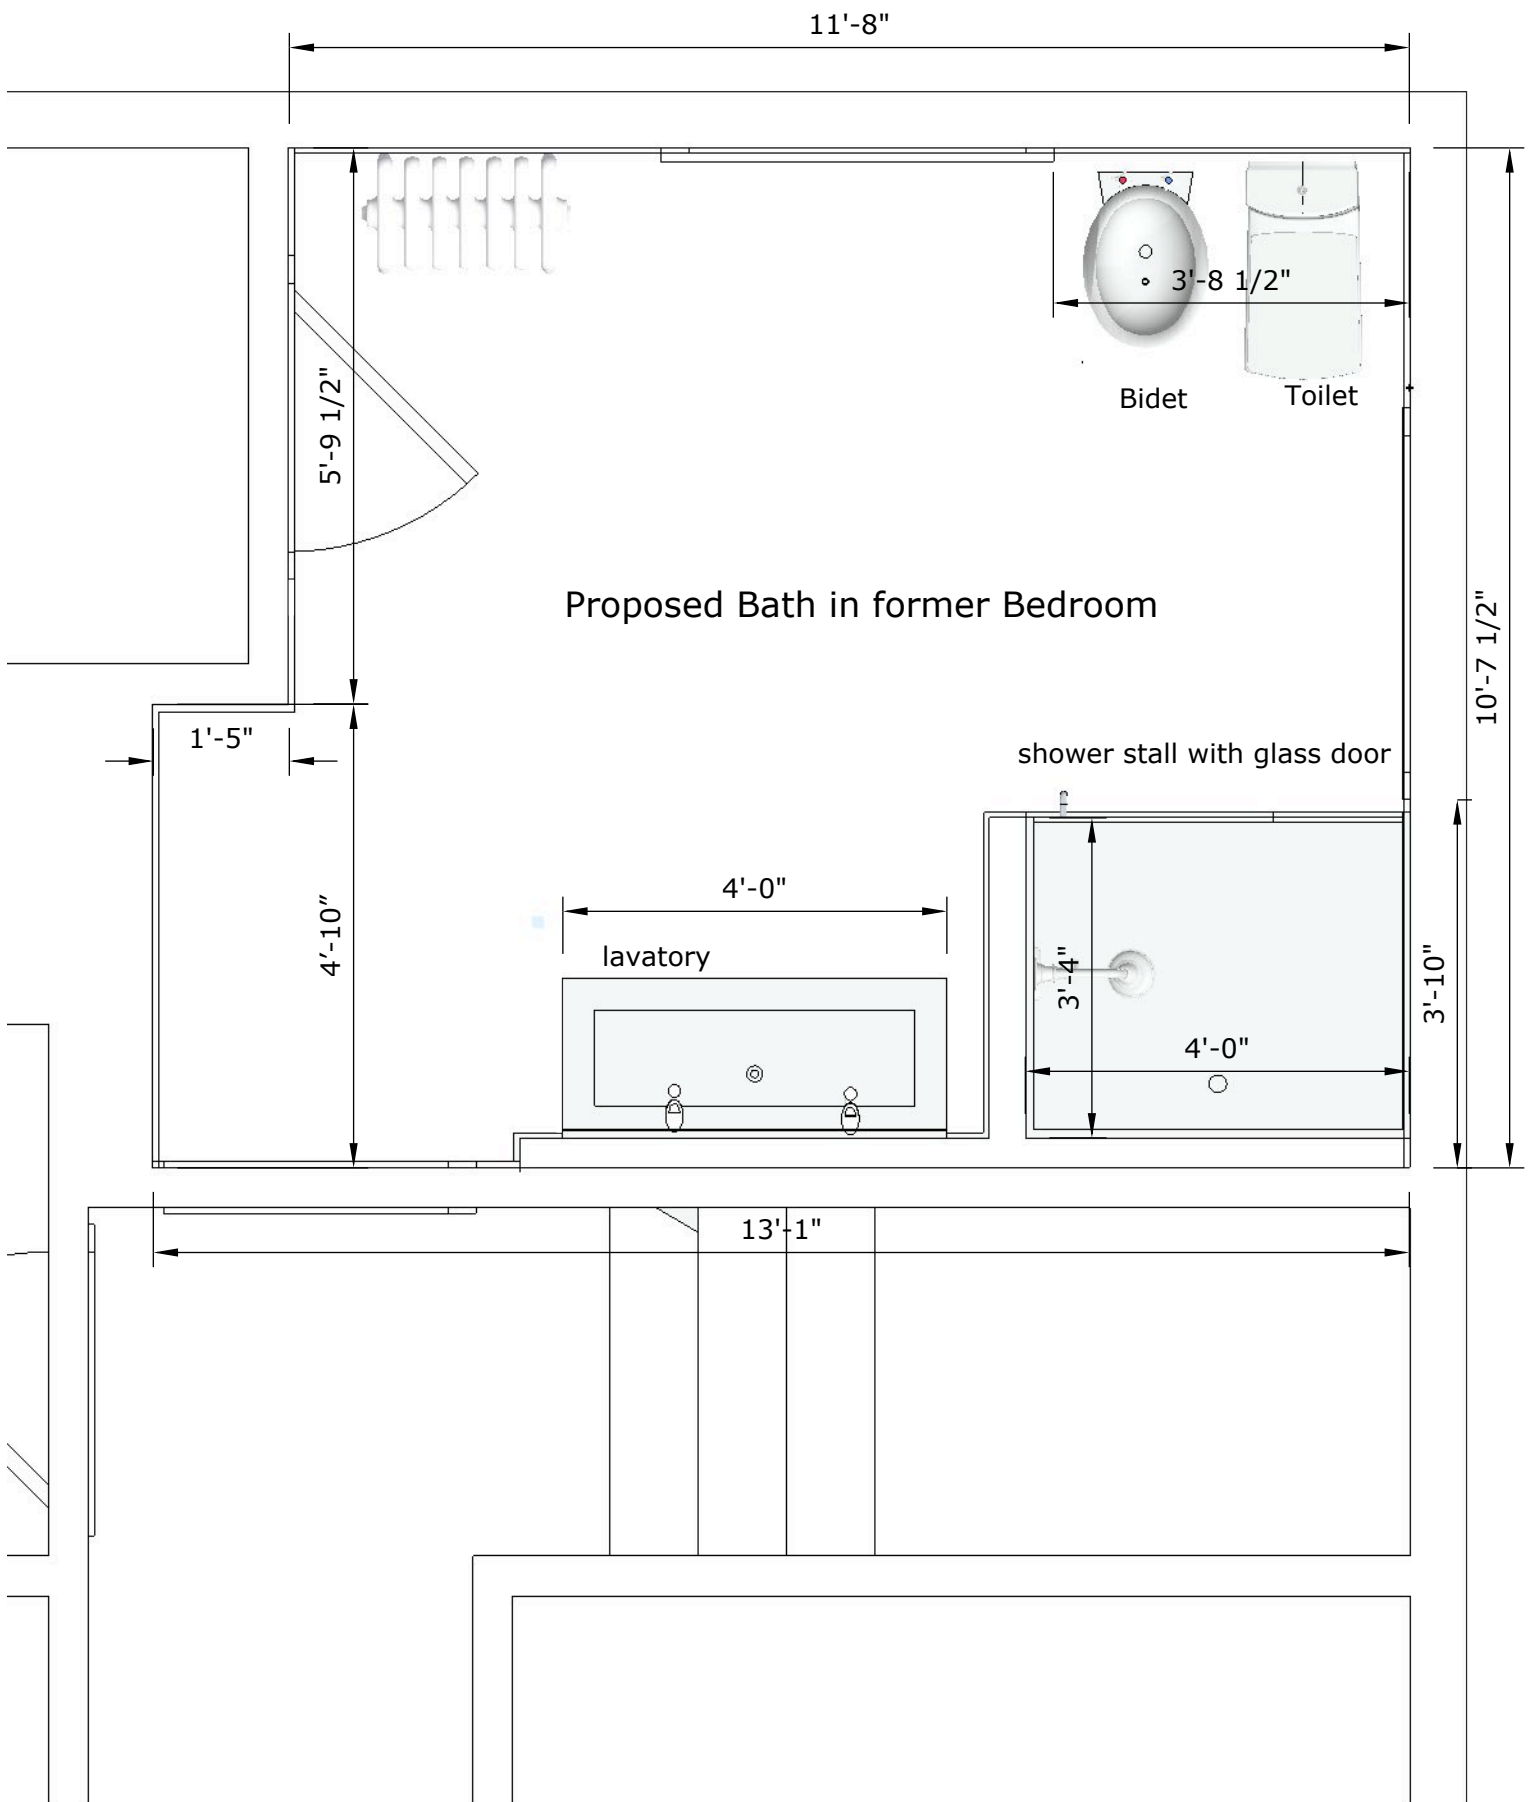 11'-8"
3'-8 1/2"
Bidet
Toilet
5'-9 1/2"
Proposed Bath in former Bedroom
10'-7 1/2"
1'-5"
shower stall with glass door
4'-0"
4’-10”
lavatory
3'-4"
3'-10"
4'-0"
13'-1"